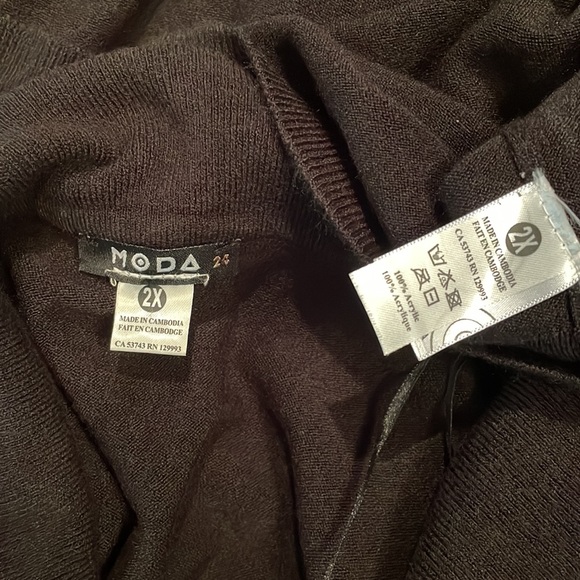 MODA
2X
MADE IN CAMBODIA
FAIT EN CAMBODGE
CA 53743 RN 129993
2X
MADE IN CAMBODIA
FAIT EN CAMBODGE
CA 53743 RN 129993
100% Acrylic
100% Acrylique